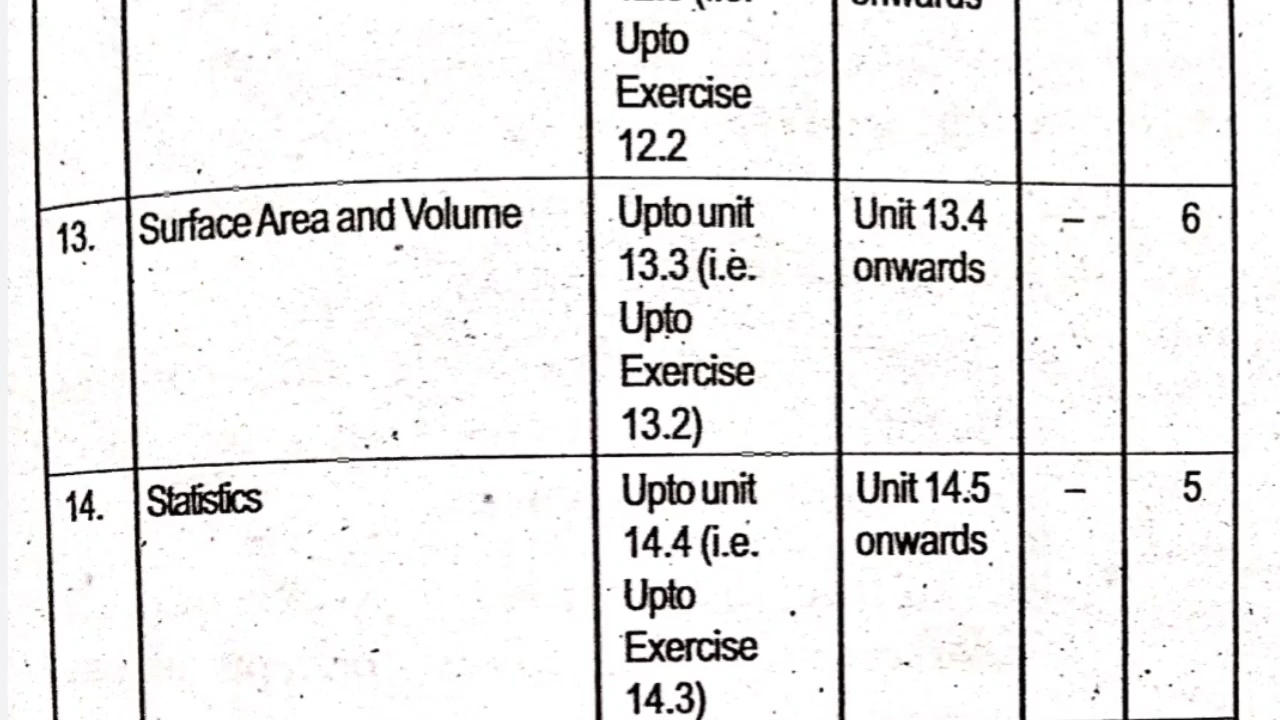 onwards
Upto
Exercise
12.2
13. Surface Area and Volume Upto unit Unit 13.4 – 6
13.3 (i.e. onwards
Upto
Exercise
13.2)
14. Statistics Upto unit Unit 14.5 – 5
14.4 (i.e. onwards
Upto
Exercise
14.3)